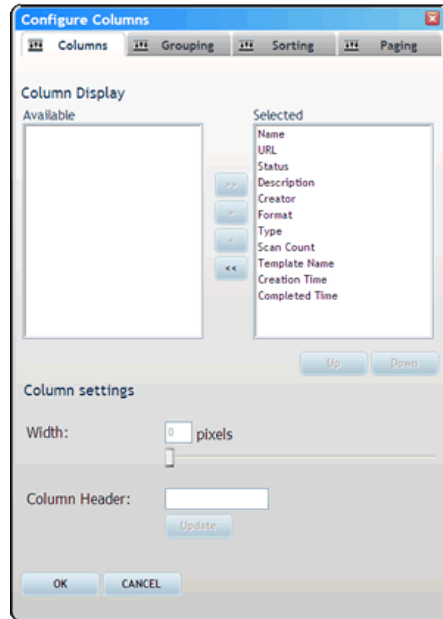 Configure Columns
Columns Grouping Sorting Paging
Column Display
Available Selected
Name
URL
Status
Description
Creator
Format
Type
Scan Count
Template Name
Creation Time
Completed Time
>>
>
<
<<
Up Down
Column settings
Width: 0 pixels
Column Header:
Update
OK CANCEL